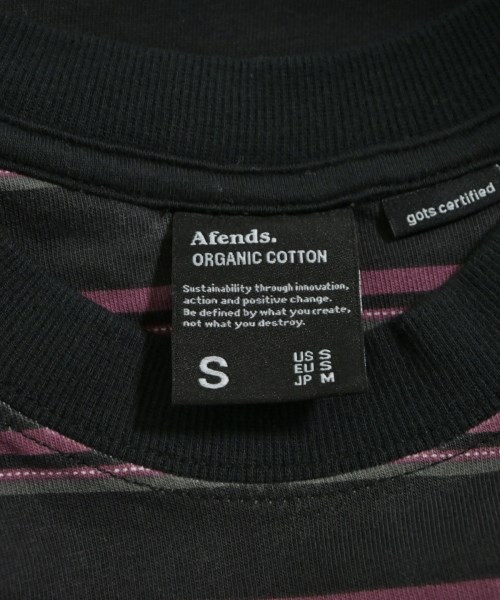 Afends.
ORGANIC COTTON
Sustainability through innovation,
action and positive change.
Be defined by what you create,
not what you destroy.
S
US S
EU S
JP M
gots certified